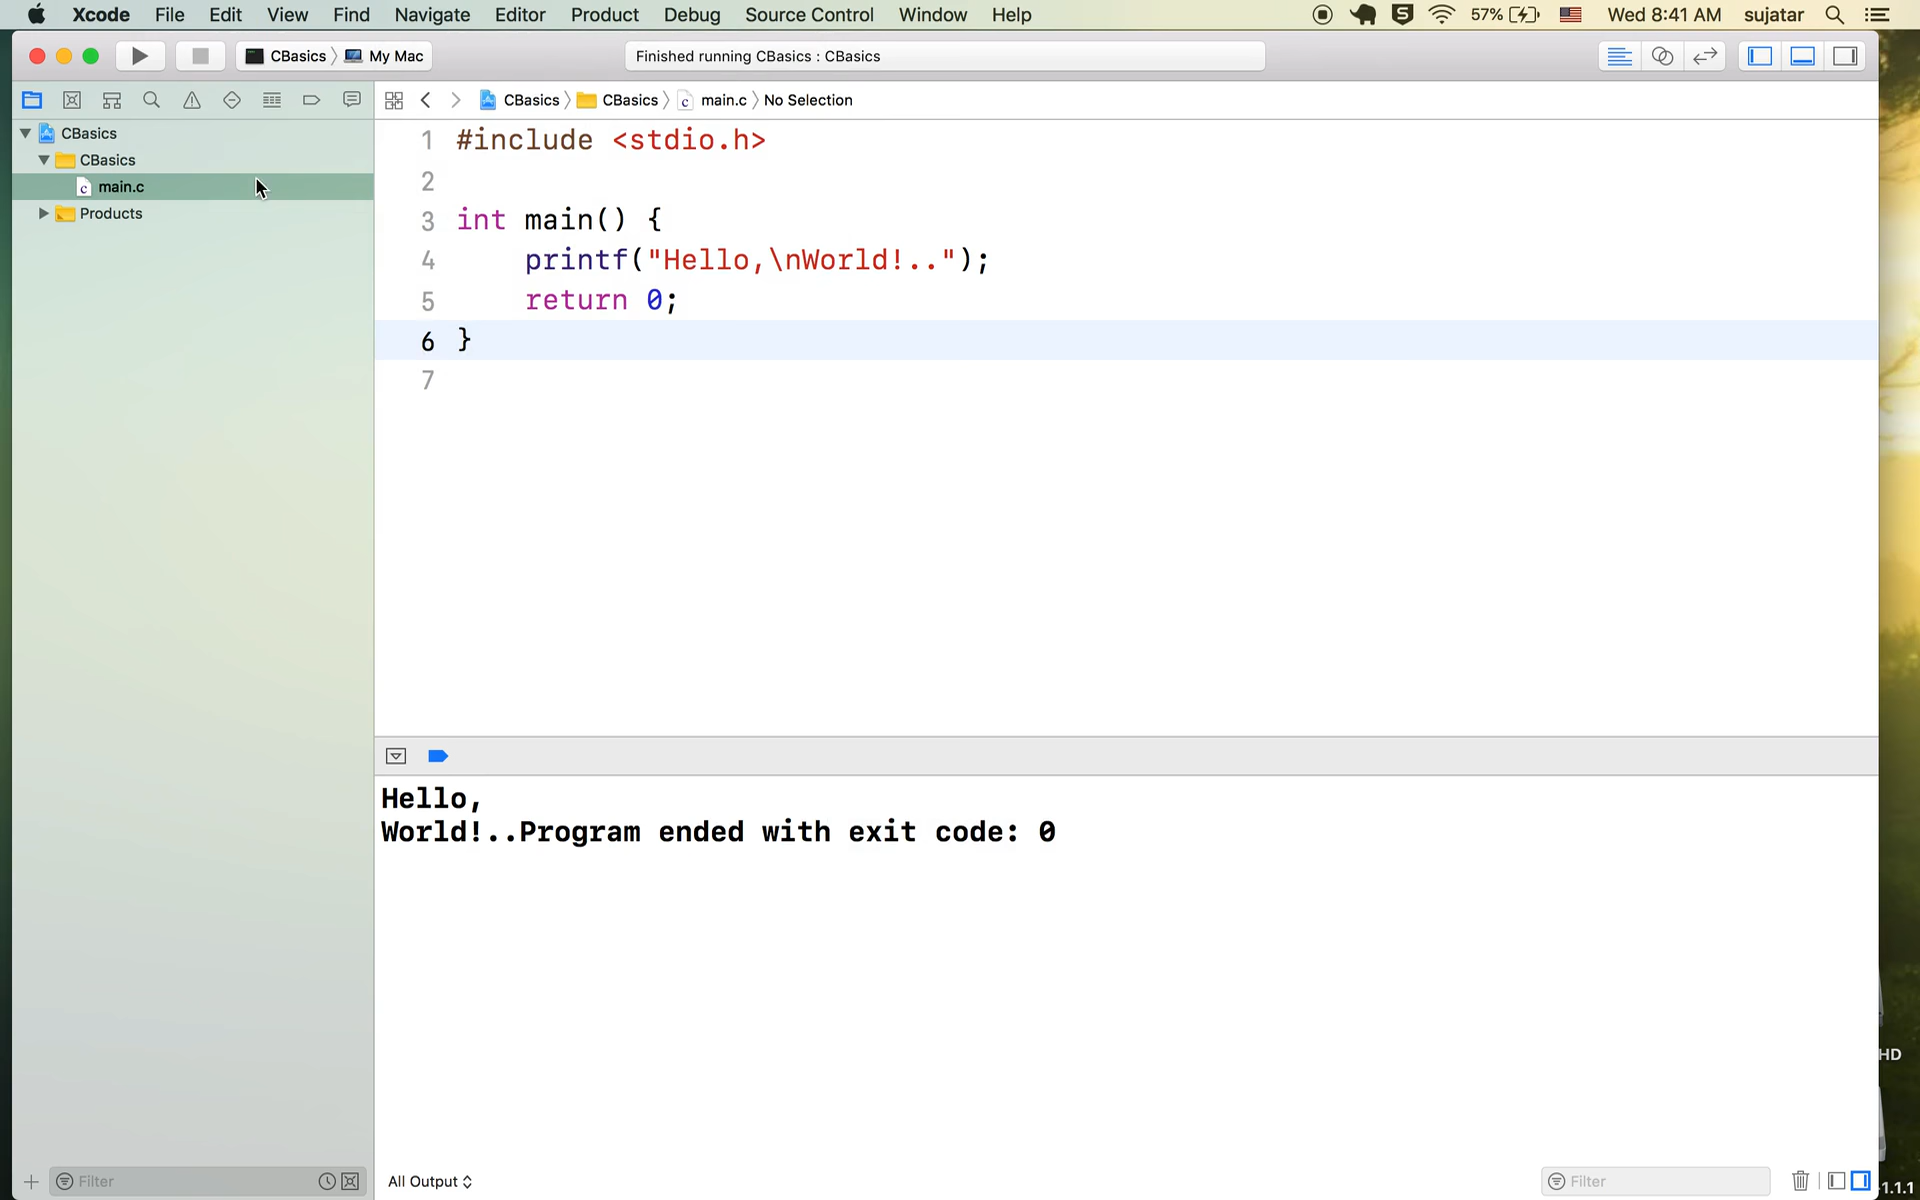 Xcode File Edit View Find Navigate Editor Product Debug Source Control Window Help 57% Wed 8:41 AM sujatar
CBasics My Mac Finished running CBasics : CBasics
CBasics CBasics main.c No Selection
CBasics
CBasics
main.c
Products
1 #include <stdio.h>
2
3 int main() {
4 printf("Hello,\nWorld!..");
5 return 0;
6 }
7
Hello,
World!..Program ended with exit code: 0
HD
Filter All Output Filter
-1.1.1